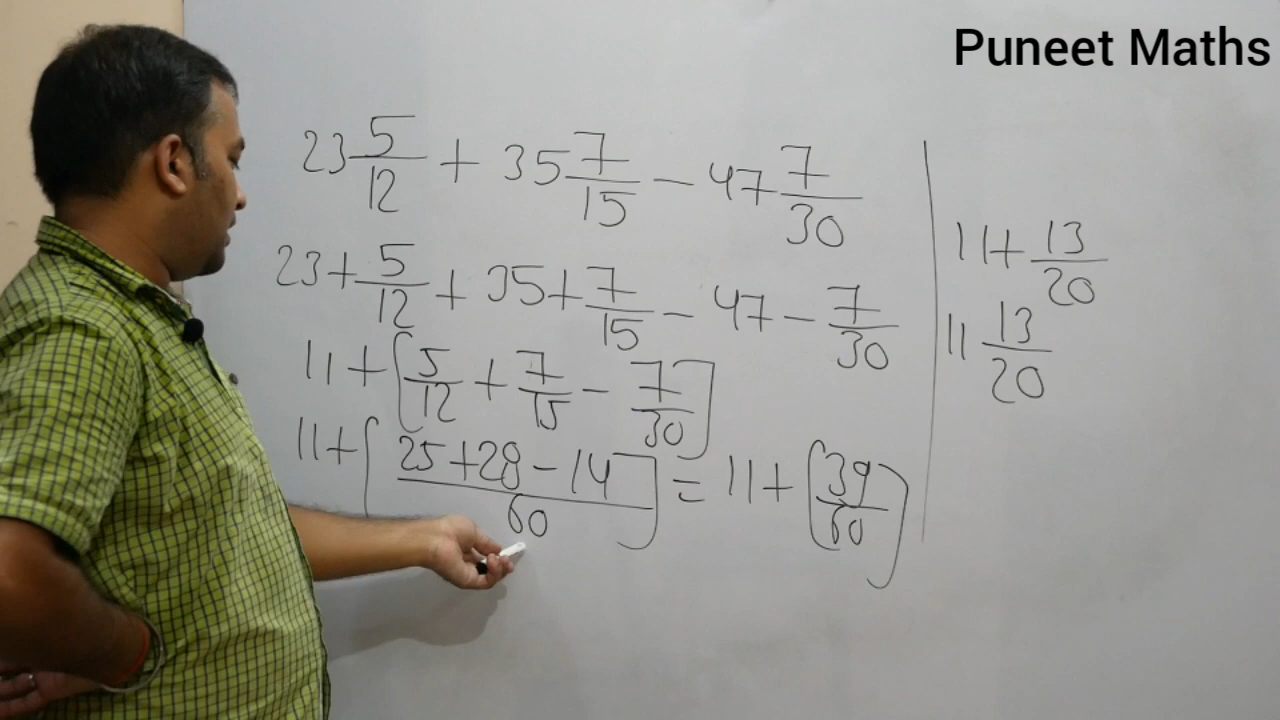 Puneet Maths
23 5/12 + 35 7/15 - 47 7/30
23 + 5/12 + 35 + 7/15 - 47 - 7/30
11 + [5/12 + 7/15 - 7/30]
11 + [25 + 28 - 14/60] = 11 + (39/60)
11 + 13/20
11 13/20